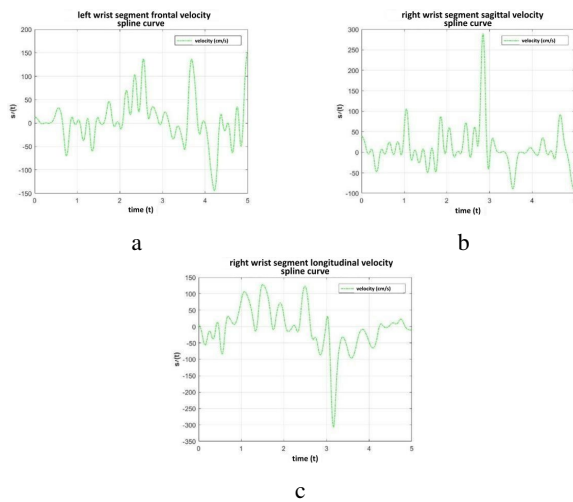 left wrist segment frontal velocity
spline curve
velocity (cm/s)
200
150
100
50
0
-50
-100
-150
s/(t)
0 1 2 3 4 5
time (t)
a
right wrist segment sagittal velocity
spline curve
velocity (cm/s)
300
250
200
150
100
50
0
-50
-100
s/(t)
0 1 2 3 4
time (t)
b
right wrist segment longitudinal velocity
spline curve
velocity (cm/s)
150
100
50
0
-50
-100
-150
-200
-250
-300
-350
s/(t)
0 1 2 3 4 5
time (t)
c